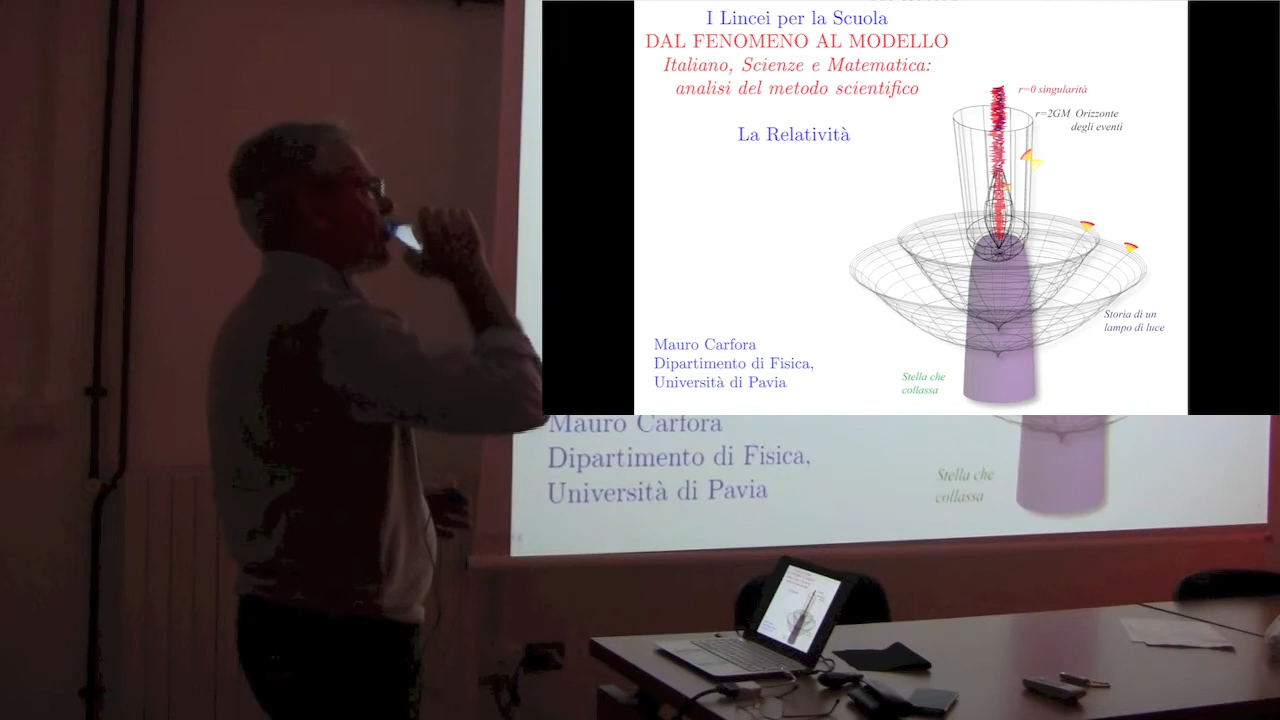 I Lincei per la Scuola
DAL FENOMENO AL MODELLO
Italiano, Scienze e Matematica:
analisi del metodo scientifico
La Relatività
r=0 singularità
r=2GM Orizzonte
degli eventi
Storia di un
lampo di luce
Stella che
collassa
Mauro Carfora
Dipartimento di Fisica,
Università di Pavia
Mauro Carfora
Dipartimento di Fisica,
Università di Pavia
Stella che
collassa